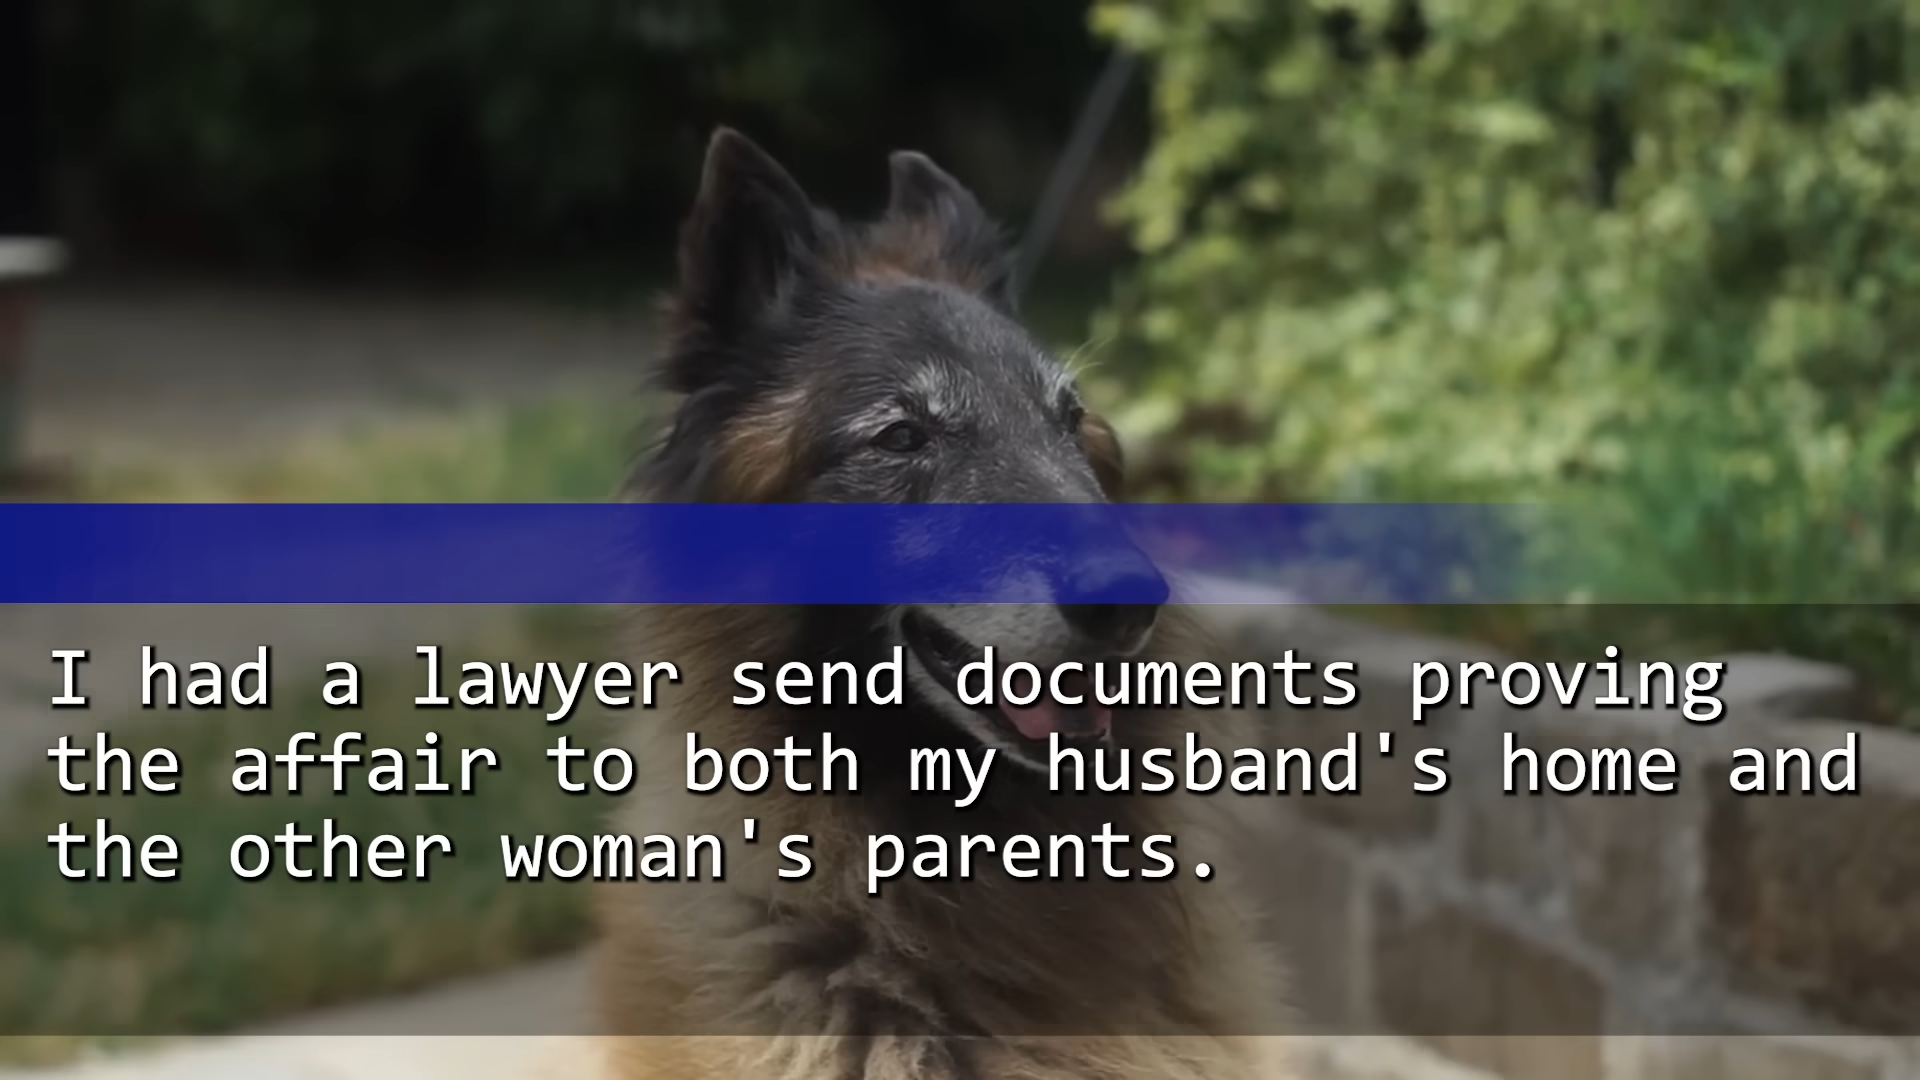 I had a lawyer send documents proving
the affair to both my husband's home and
the other woman's parents.